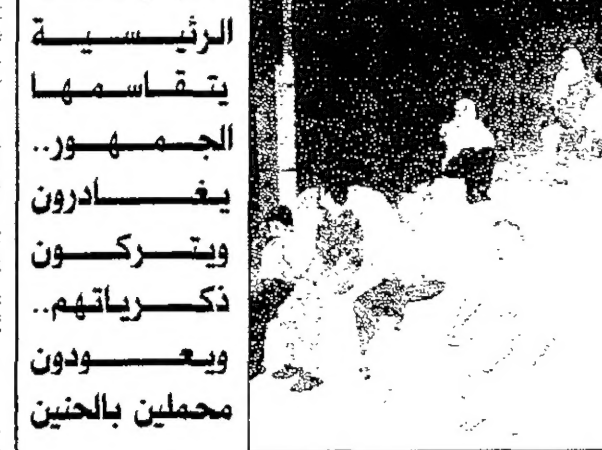 الرئيسية
يتقاسمها
الجمهور..
يغادرون
ويتركون
ذكرياتهم..
ويعودون
محملين بالحنين